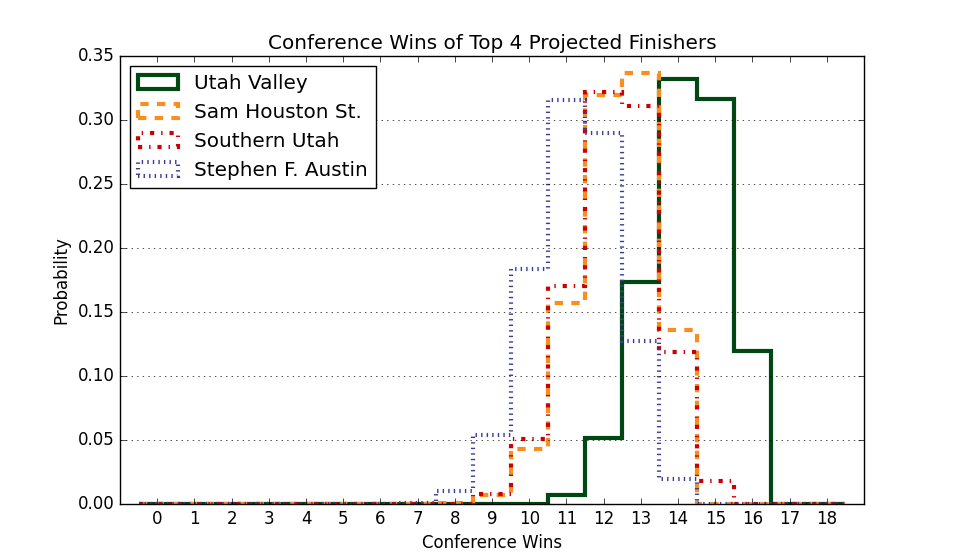 Conference Wins of Top 4 Projected Finishers
Utah Valley
Sam Houston St.
Southern Utah
Stephen F. Austin
0.35
0.30
0.25
0.20
0.15
0.10
0.05
0.00
Probability
0 1 2 3 4 5 6 7 8 9 10 11 12 13 14 15 16 17 18
Conference Wins